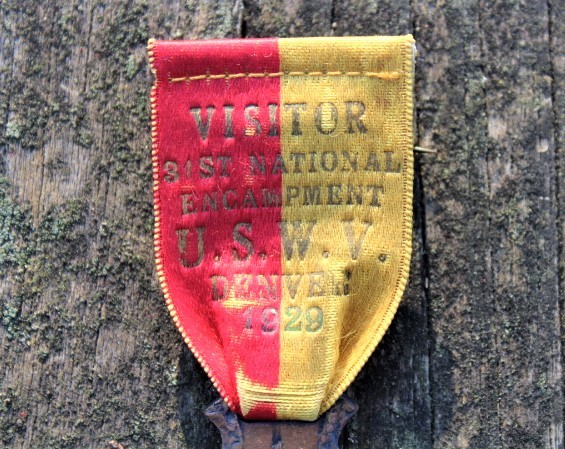 VISITOR
31ST NATIONAL
ENCAMPMENT
U.S.W.V.
DENVER
1929